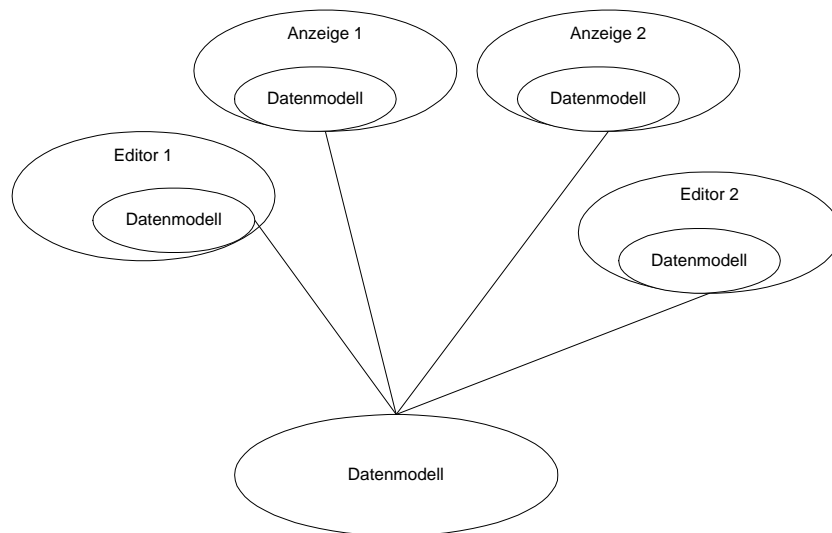 Anzeige 1
Datenmodell
Anzeige 2
Datenmodell
Editor 1
Datenmodell
Editor 2
Datenmodell
Datenmodell